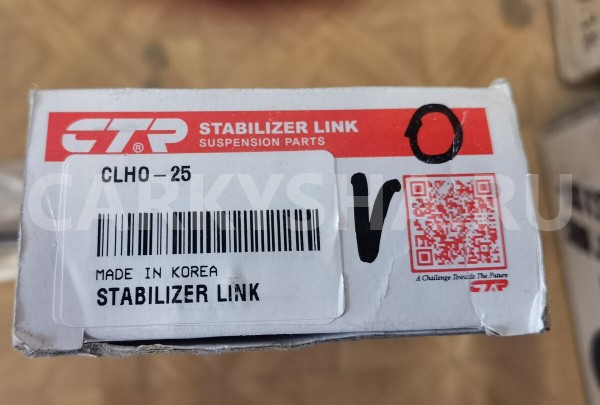 CTR® STABILIZER LINK
SUSPENSION PARTS
O
CLHO-25
V
MADE IN KOREA
STABILIZER LINK
A Challenge Towards The Future
CTR
CARKYSHA.RU